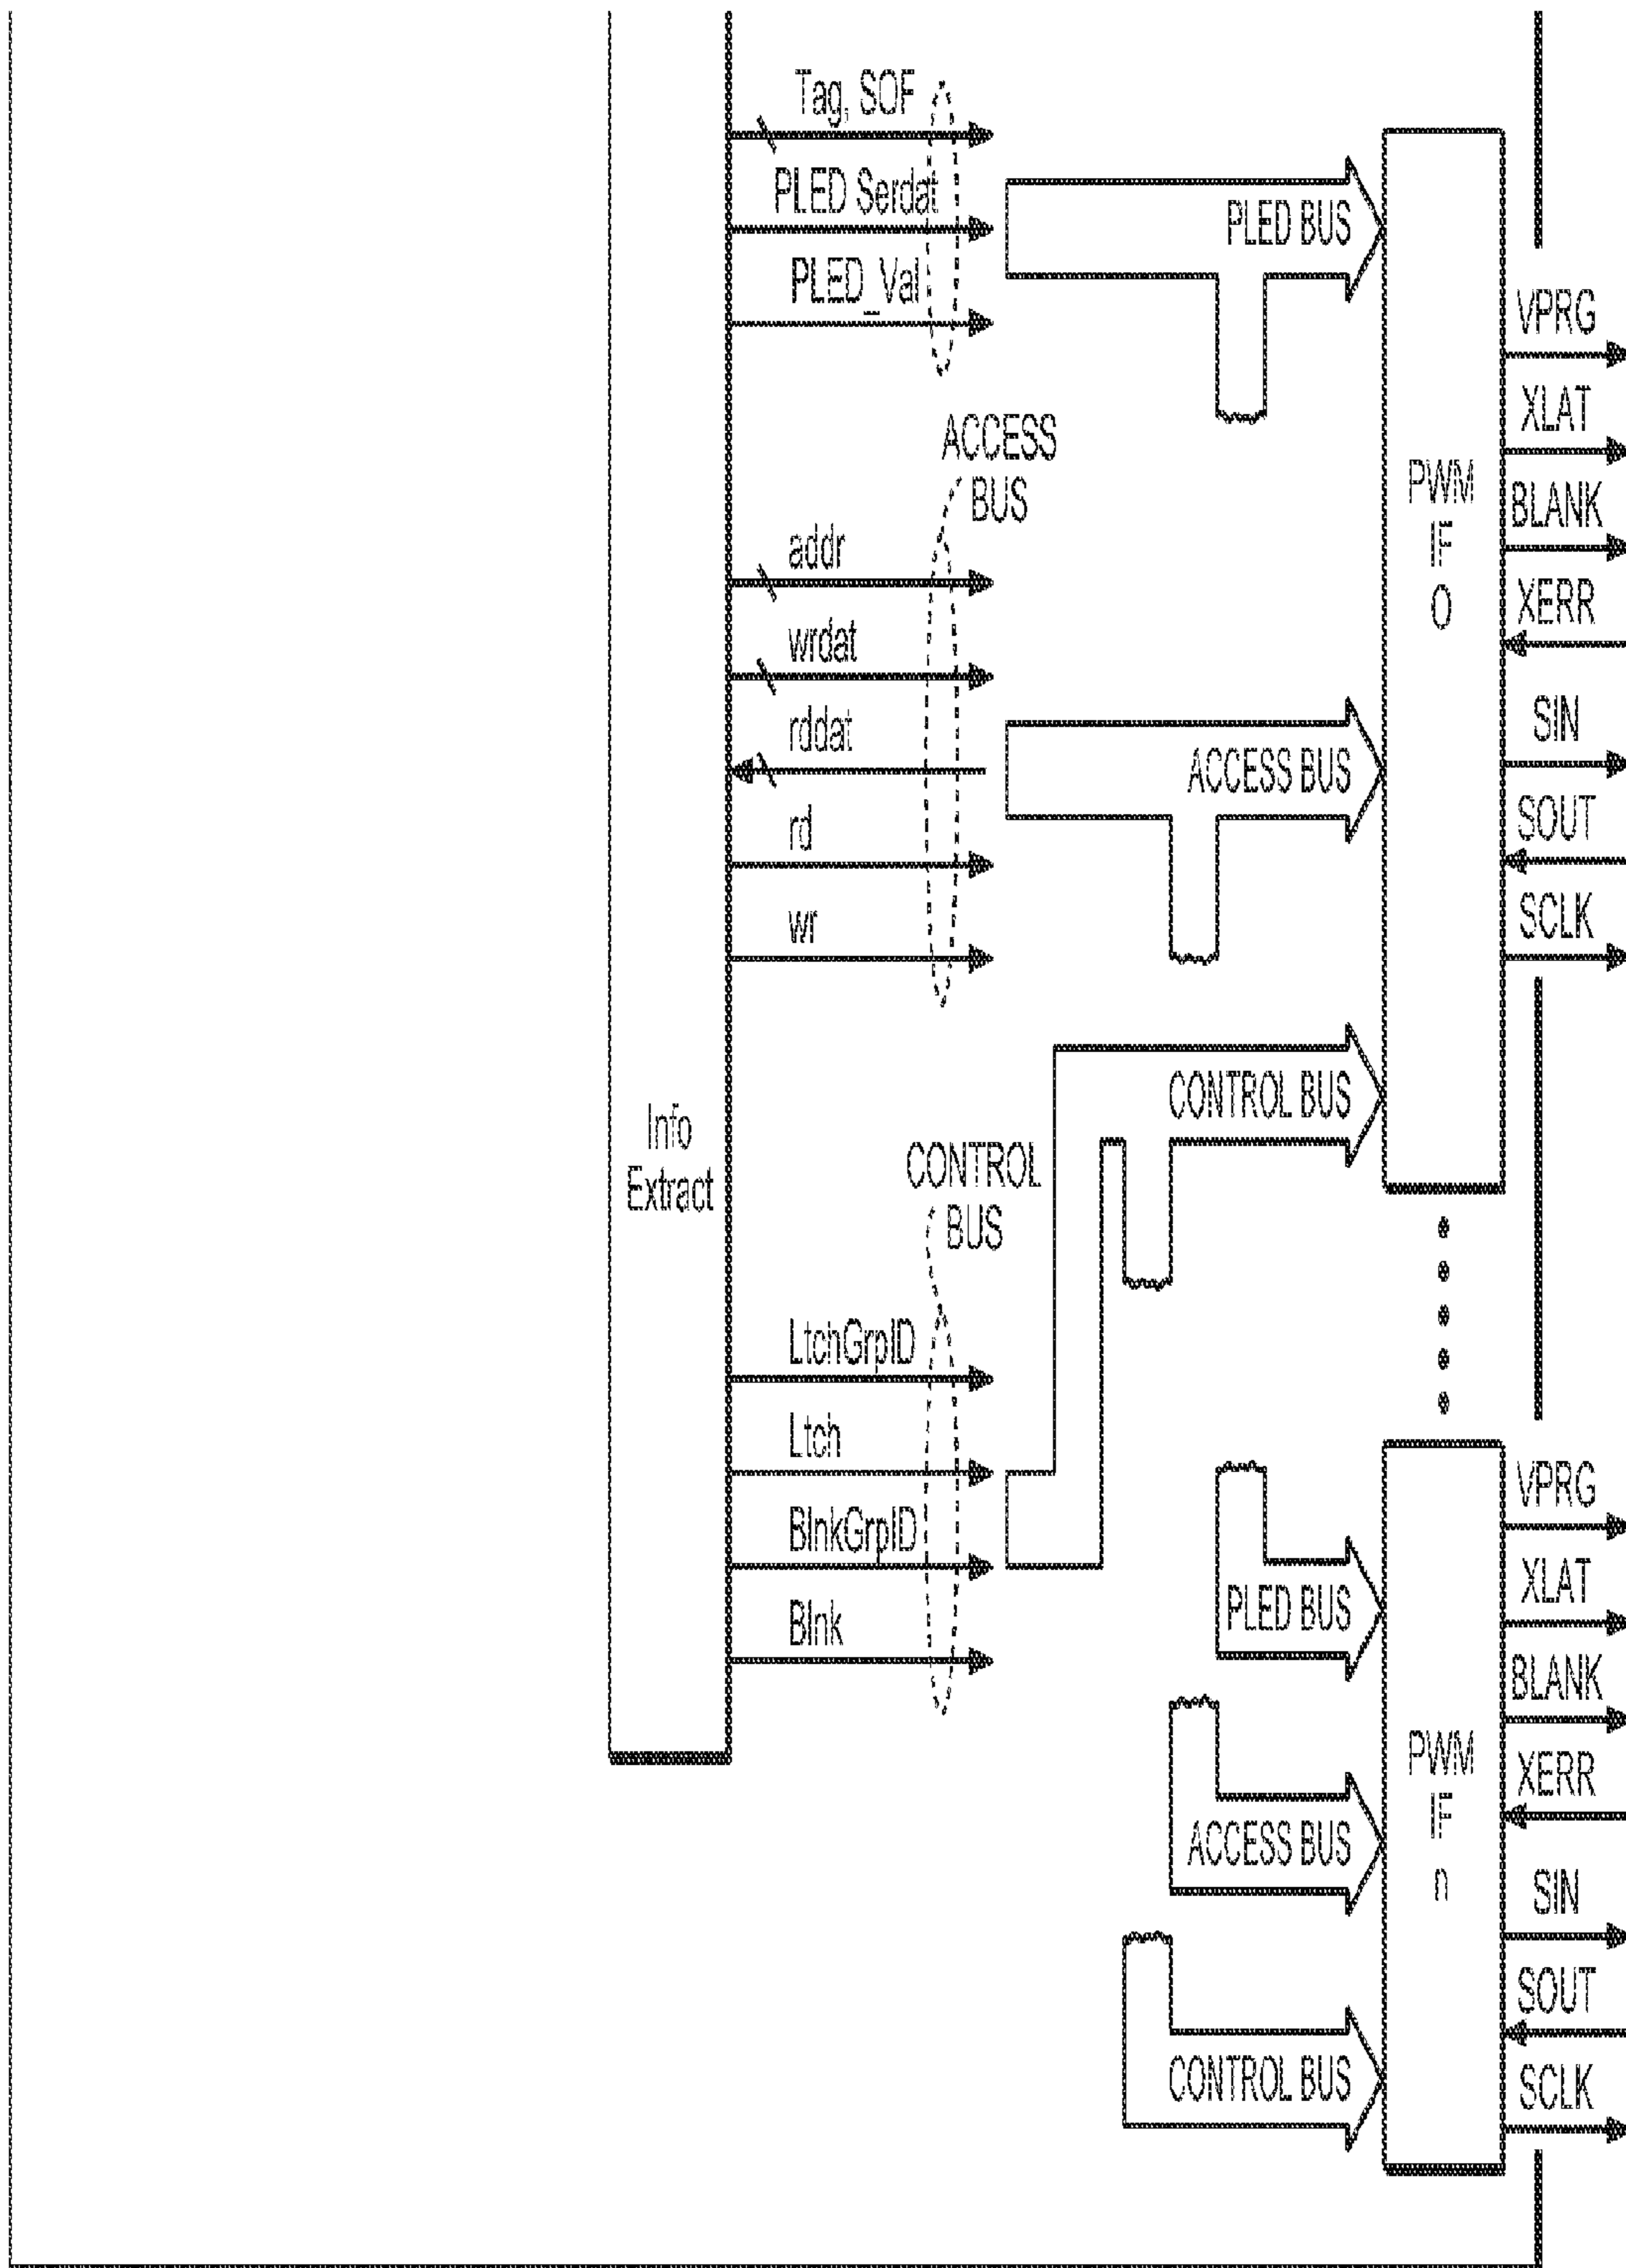 Tag, SOF
PLED Serdat
PLED_Val
PLED BUS
VPRG
XLAT
BLANK
XERR
SIN
SOUT
SCLK
PWM
IF
O
ACCESS
BUS
addr
wrdat
rddat
rd
wr
ACCESS BUS
CONTROL BUS
Info
Extract
CONTROL
BUS
LtchGrpID
Ltch
BlnkGrpID
Blnk
PLED BUS
ACCESS BUS
CONTROL BUS
PWM
IF
n
VPRG
XLAT
BLANK
XERR
SIN
SOUT
SCLK